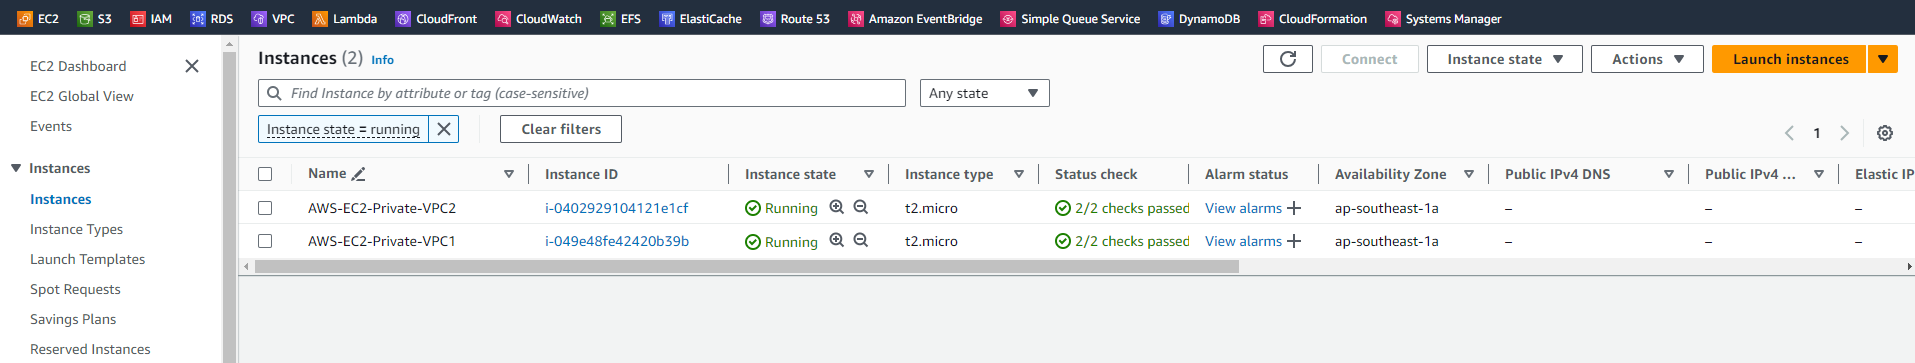 EC2 S3 IAM RDS VPC Lambda CloudFront CloudWatch EFS ElastiCache Route 53 Amazon EventBridge Simple Queue Service DynamoDB CloudFormation Systems Manager
EC2 Dashboard
EC2 Global View
Events
Instances
Instances
Instance Types
Launch Templates
Spot Requests
Savings Plans
Reserved Instances
Instances (2) Info
Connect Instance state Actions Launch instances
Find Instance by attribute or tag (case-sensitive) Any state
Instance state = running Clear filters
1
Name Instance ID Instance state Instance type Status check Alarm status Availability Zone Public IPv4 DNS Public IPv4 ... Elastic IP
AWS-EC2-Private-VPC2 i-0402929104121e1cf Running t2.micro 2/2 checks passed View alarms + ap-southeast-1a – – –
AWS-EC2-Private-VPC1 i-049e48fe42420b39b Running t2.micro 2/2 checks passed View alarms + ap-southeast-1a – – –